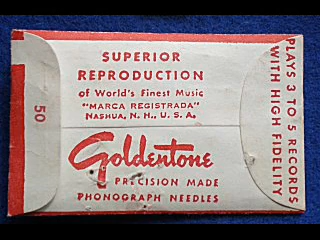 SUPERIOR
REPRODUCTION
of World's Finest Music
"MARCA REGISTRADA"
NASHUA, N. H., U. S. A.
Goldentone
PRECISION MADE
PHONOGRAPH NEEDLES
50
PLAYS 3 TO 5 RECORDS
WITH HIGH FIDELITY